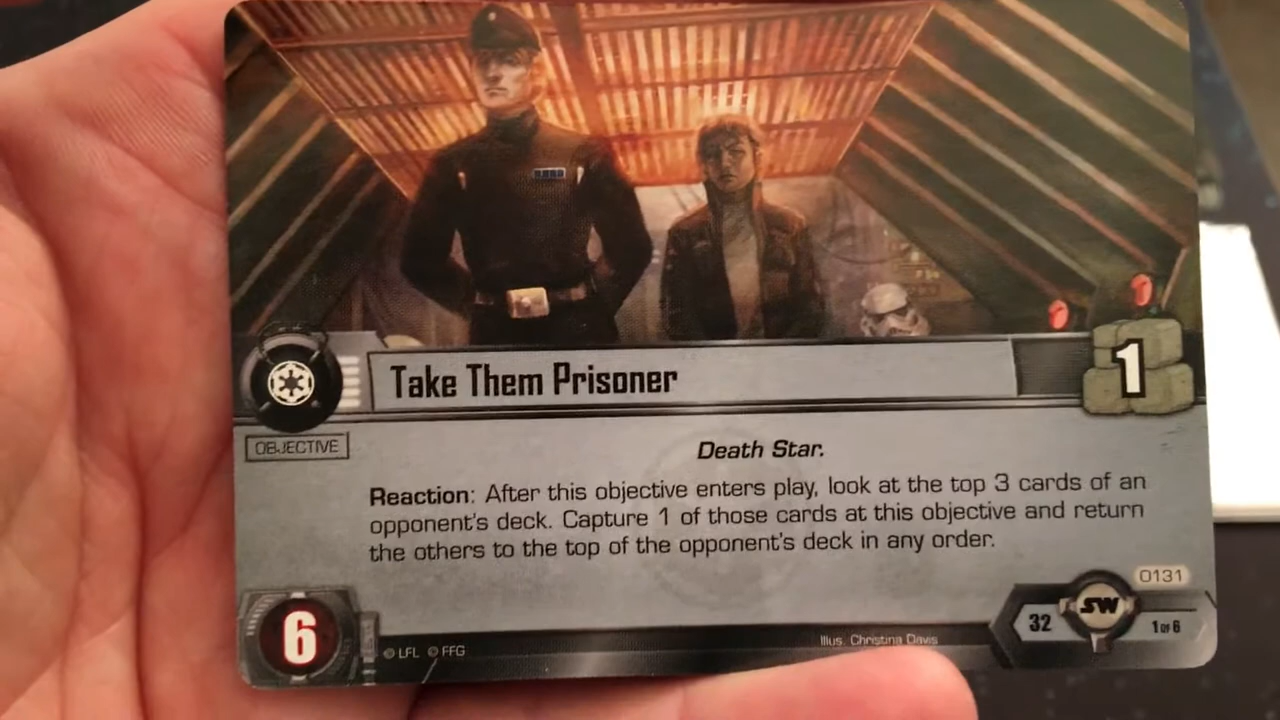 Take Them Prisoner
1
OBJECTIVE
Death Star.
Reaction: After this objective enters play, look at the top 3 cards of an
opponent's deck. Capture 1 of those cards at this objective and return
the others to the top of the opponent's deck in any order.
0131
6
© LFL © FFG
Illus. Christina Davis
32
SW
1 OF 6